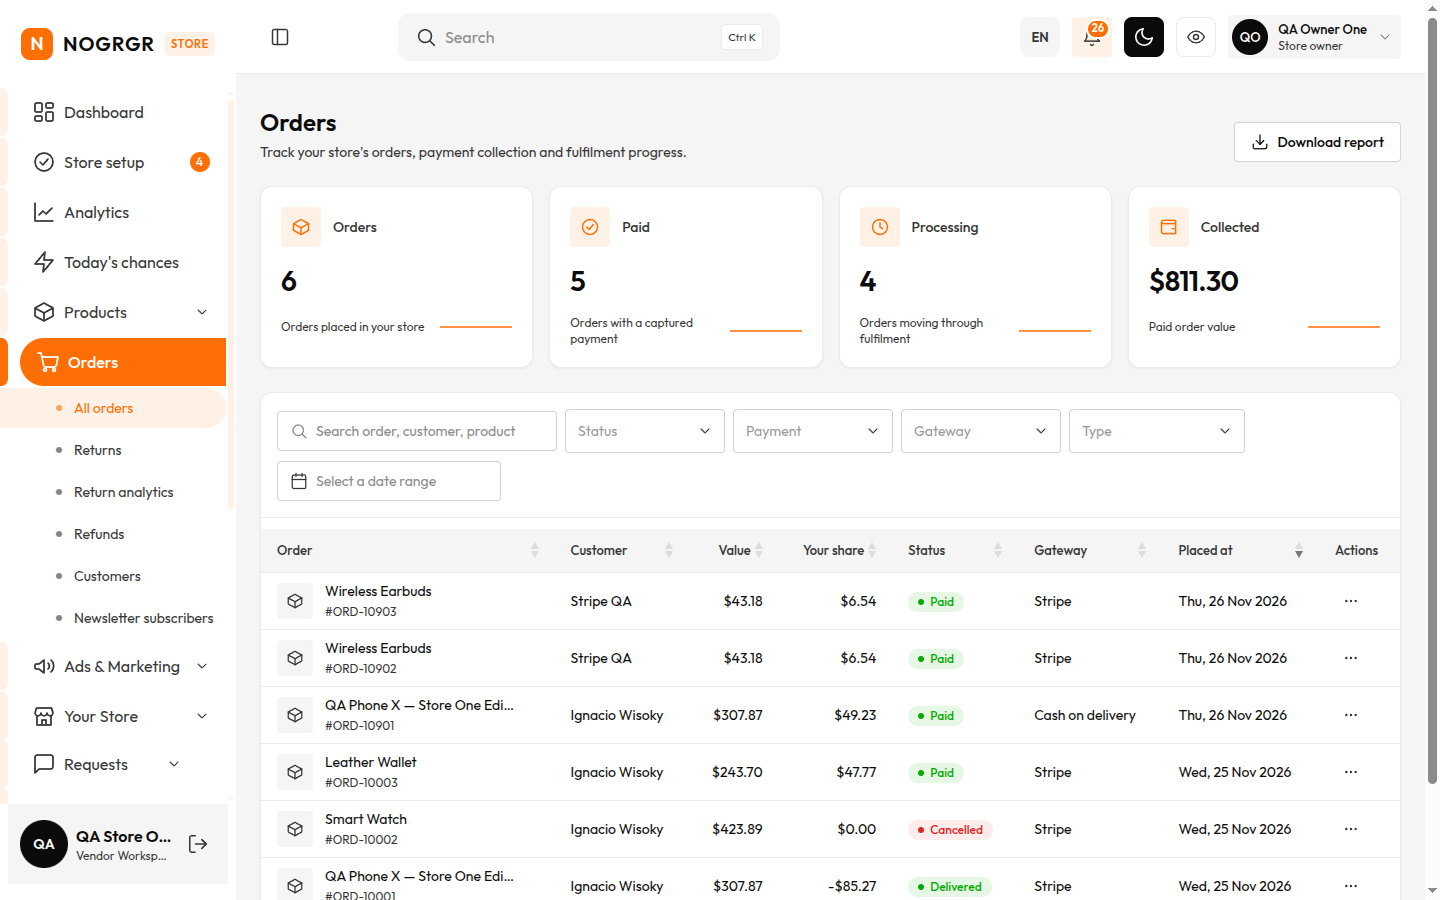 N NOGRGR STORE
Search
Ctrl K
EN
26
QO
QA Owner One
Store owner
Dashboard
Store setup
4
Analytics
Today's chances
Products
Orders
All orders
Returns
Return analytics
Refunds
Customers
Newsletter subscribers
Ads & Marketing
Your Store
Requests
QA
QA Store O...
Vendor Worksp...
Orders
Track your store's orders, payment collection and fulfilment progress.
Download report
Orders
6
Orders placed in your store
Paid
5
Orders with a captured
payment
Processing
4
Orders moving through
fulfilment
Collected
$811.30
Paid order value
Search order, customer, product
Status
Payment
Gateway
Type
Select a date range
Order Customer Value Your share Status Gateway Placed at Actions
Wireless Earbuds
#ORD-10903
Stripe QA $43.18 $6.54 Paid Stripe Thu, 26 Nov 2026 ...
Wireless Earbuds
#ORD-10902
Stripe QA $43.18 $6.54 Paid Stripe Thu, 26 Nov 2026 ...
QA Phone X — Store One Edi...
#ORD-10901
Ignacio Wisoky $307.87 $49.23 Paid Cash on delivery Thu, 26 Nov 2026 ...
Leather Wallet
#ORD-10003
Ignacio Wisoky $243.70 $47.77 Paid Stripe Wed, 25 Nov 2026 ...
Smart Watch
#ORD-10002
Ignacio Wisoky $423.89 $0.00 Cancelled Stripe Wed, 25 Nov 2026 ...
QA Phone X — Store One Edi...
#ORD-10001
Ignacio Wisoky $307.87 -$85.27 Delivered Stripe Wed, 25 Nov 2026 ...